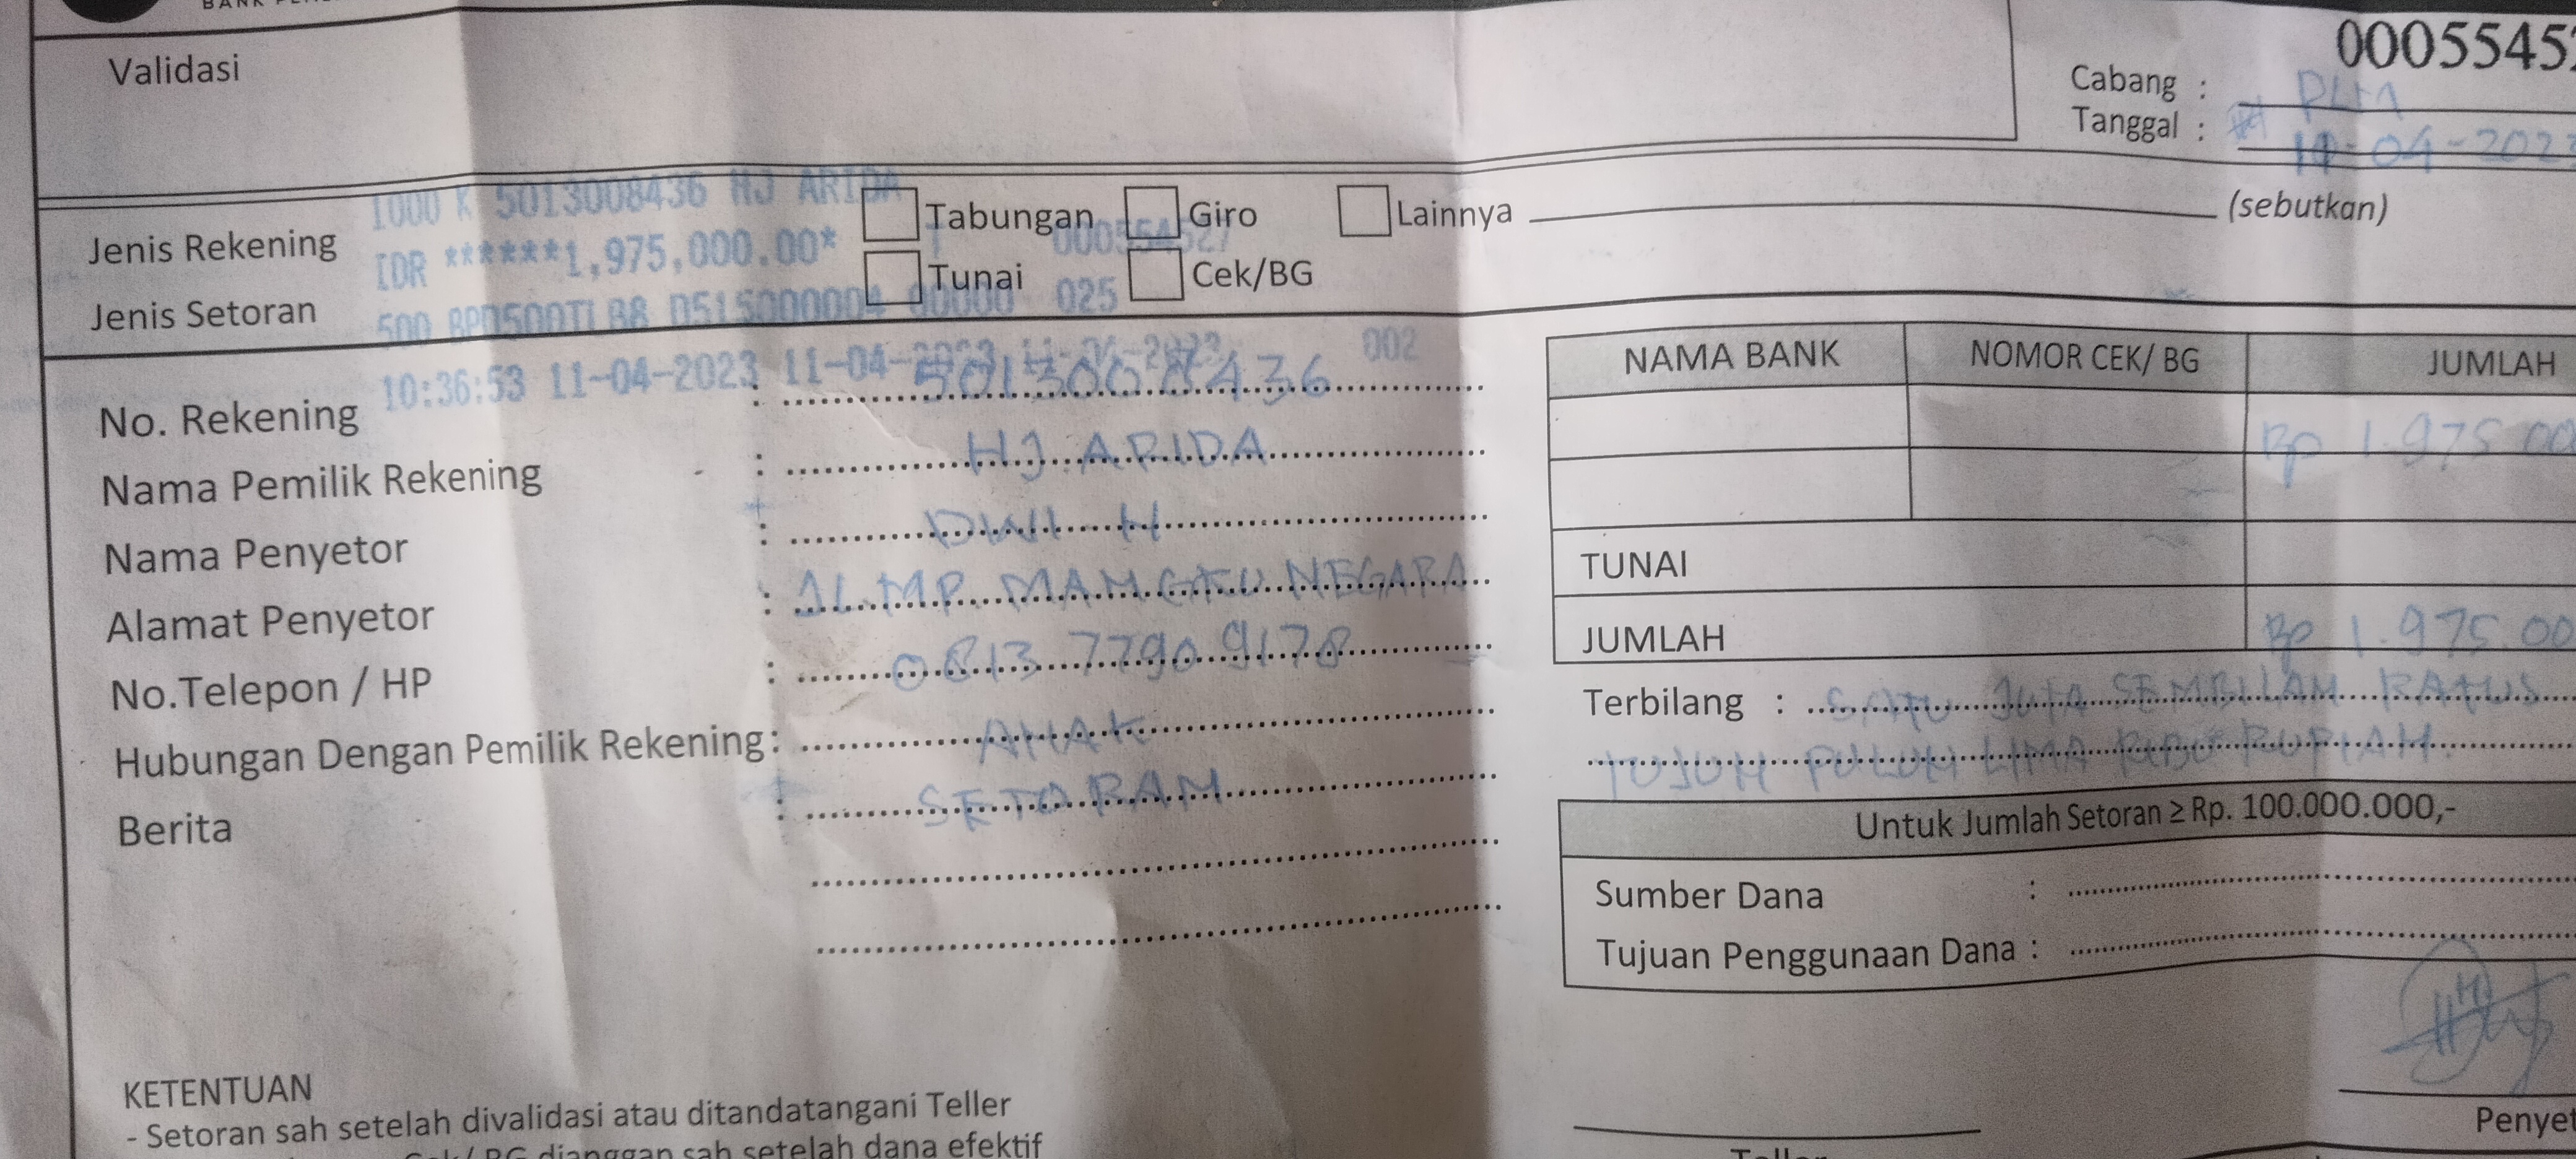 Validasi
0005545
Cabang :
Tanggal : 11-04-2023
1000 K 5013008436 HJ ARIDA
Jenis Rekening Tabungan Giro Lainnya (sebutkan)
IDR ******1,975,000.00* 000554527
Jenis Setoran Tunai Cek/BG
500 025
10:36:53 11-04-2023 11-04-2023 11-04-2023 002
No. Rekening : 5013008436
Nama Pemilik Rekening : HJ. ARIDA
Nama Penyetor : DWI H
Alamat Penyetor : JL. MP. MANGKU NEGARA
No.Telepon / HP : 0813 7790 9178
Hubungan Dengan Pemilik Rekening: ANAK
Berita : SETORAN
NAMA BANK NOMOR CEK/ BG JUMLAH
Rp 1.975.00
TUNAI
JUMLAH Rp 1.975.00
Terbilang : SATU JUTA SEMBILAN RATUS
TUJUH PULUH LIMA RIBU RUPIAH.
Untuk Jumlah Setoran ≥ Rp. 100.000.000,-
Sumber Dana :
Tujuan Penggunaan Dana :
Penyet
Teller
KETENTUAN
- Setoran sah setelah divalidasi atau ditandatangani Teller
Cek/ BG dianggap sah setelah dana efektif